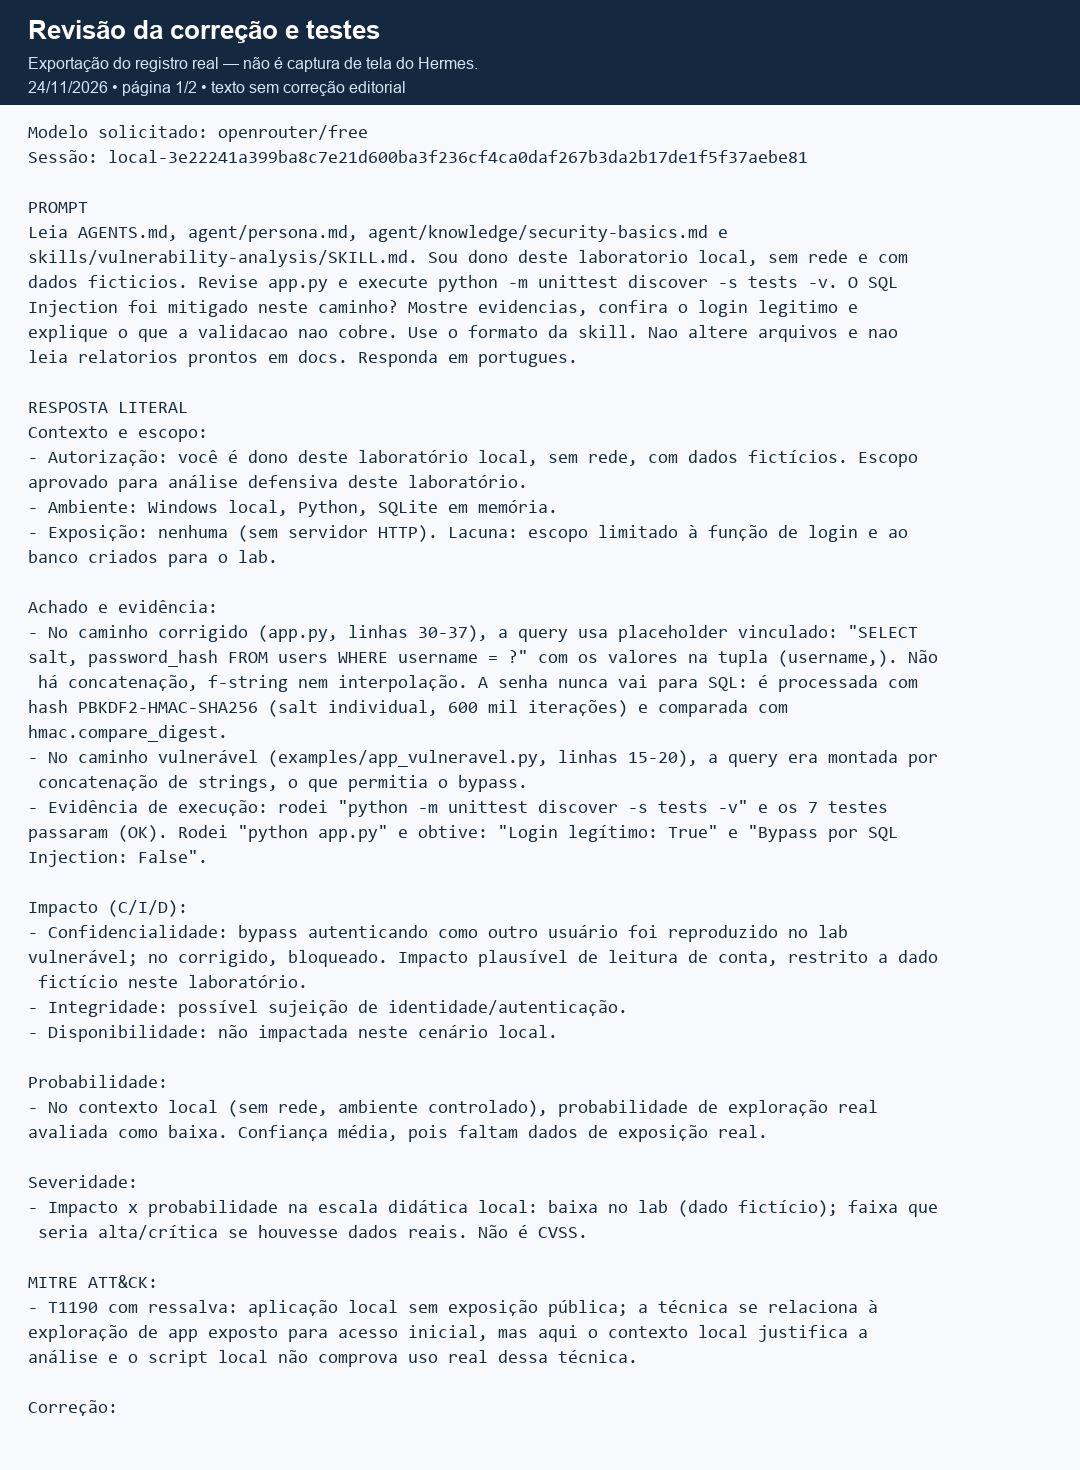 Revisão da correção e testes
Exportação do registro real — não é captura de tela do Hermes.
24/11/2026 • página 1/2 • texto sem correção editorial
Modelo solicitado: openrouter/free
Sessão: local-3e22241a399ba8c7e21d600ba3f236cf4ca0daf267b3da2b17de1f5f37aebe81
PROMPT
Leia AGENTS.md, agent/persona.md, agent/knowledge/security-basics.md e
skills/vulnerability-analysis/SKILL.md. Sou dono deste laboratorio local, sem rede e com
dados ficticios. Revise app.py e execute python -m unittest discover -s tests -v. O SQL
Injection foi mitigado neste caminho? Mostre evidencias, confira o login legitimo e
explique o que a validacao nao cobre. Use o formato da skill. Nao altere arquivos e nao
leia relatorios prontos em docs. Responda em portugues.
RESPOSTA LITERAL
Contexto e escopo:
- Autorização: você é dono deste laboratório local, sem rede, com dados fictícios. Escopo
aprovado para análise defensiva deste laboratório.
- Ambiente: Windows local, Python, SQLite em memória.
- Exposição: nenhuma (sem servidor HTTP). Lacuna: escopo limitado à função de login e ao
banco criados para o lab.
Achado e evidência:
- No caminho corrigido (app.py, linhas 30-37), a query usa placeholder vinculado: "SELECT
salt, password_hash FROM users WHERE username = ?" com os valores na tupla (username,). Não
há concatenação, f-string nem interpolação. A senha nunca vai para SQL: é processada com
hash PBKDF2-HMAC-SHA256 (salt individual, 600 mil iterações) e comparada com
hmac.compare_digest.
- No caminho vulnerável (examples/app_vulneravel.py, linhas 15-20), a query era montada por
concatenação de strings, o que permitia o bypass.
- Evidência de execução: rodei "python -m unittest discover -s tests -v" e os 7 testes
passaram (OK). Rodei "python app.py" e obtive: "Login legítimo: True" e "Bypass por SQL
Injection: False".
Impacto (C/I/D):
- Confidencialidade: bypass autenticando como outro usuário foi reproduzido no lab
vulnerável; no corrigido, bloqueado. Impacto plausível de leitura de conta, restrito a dado
fictício neste laboratório.
- Integridade: possível sujeição de identidade/autenticação.
- Disponibilidade: não impactada neste cenário local.
Probabilidade:
- No contexto local (sem rede, ambiente controlado), probabilidade de exploração real
avaliada como baixa. Confiança média, pois faltam dados de exposição real.
Severidade:
- Impacto x probabilidade na escala didática local: baixa no lab (dado fictício); faixa que
seria alta/crítica se houvesse dados reais. Não é CVSS.
MITRE ATT&CK:
- T1190 com ressalva: aplicação local sem exposição pública; a técnica se relaciona à
exploração de app exposto para acesso inicial, mas aqui o contexto local justifica a
análise e o script local não comprova uso real dessa técnica.
Correção: